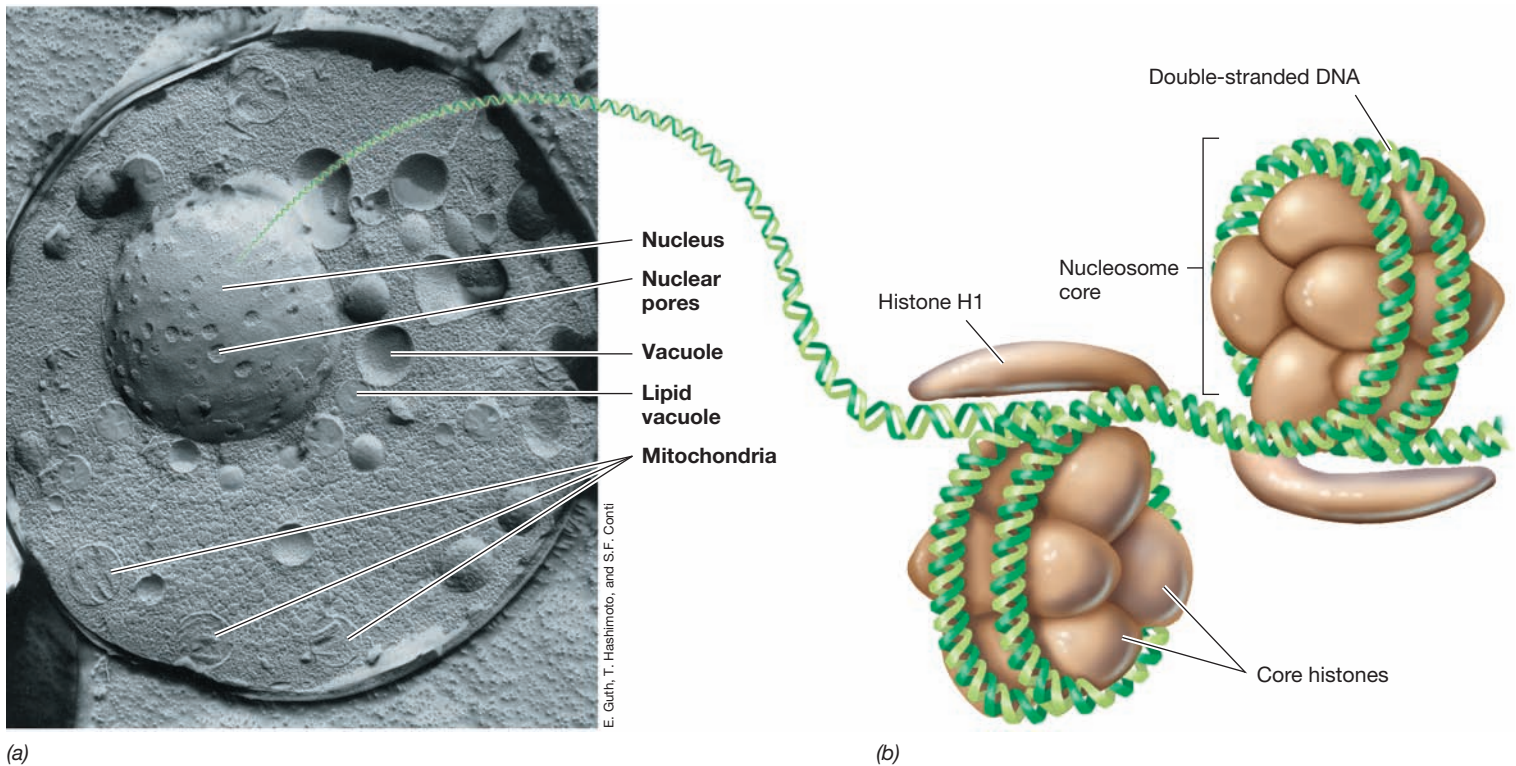 Nucleus
Nuclear
pores
Vacuole
Lipid
vacuole
Mitochondria
E. Guth, T. Hashimoto, and S.F. Conti
Double-stranded DNA
Nucleosome
core
Histone H1
Core histones
(a)
(b)